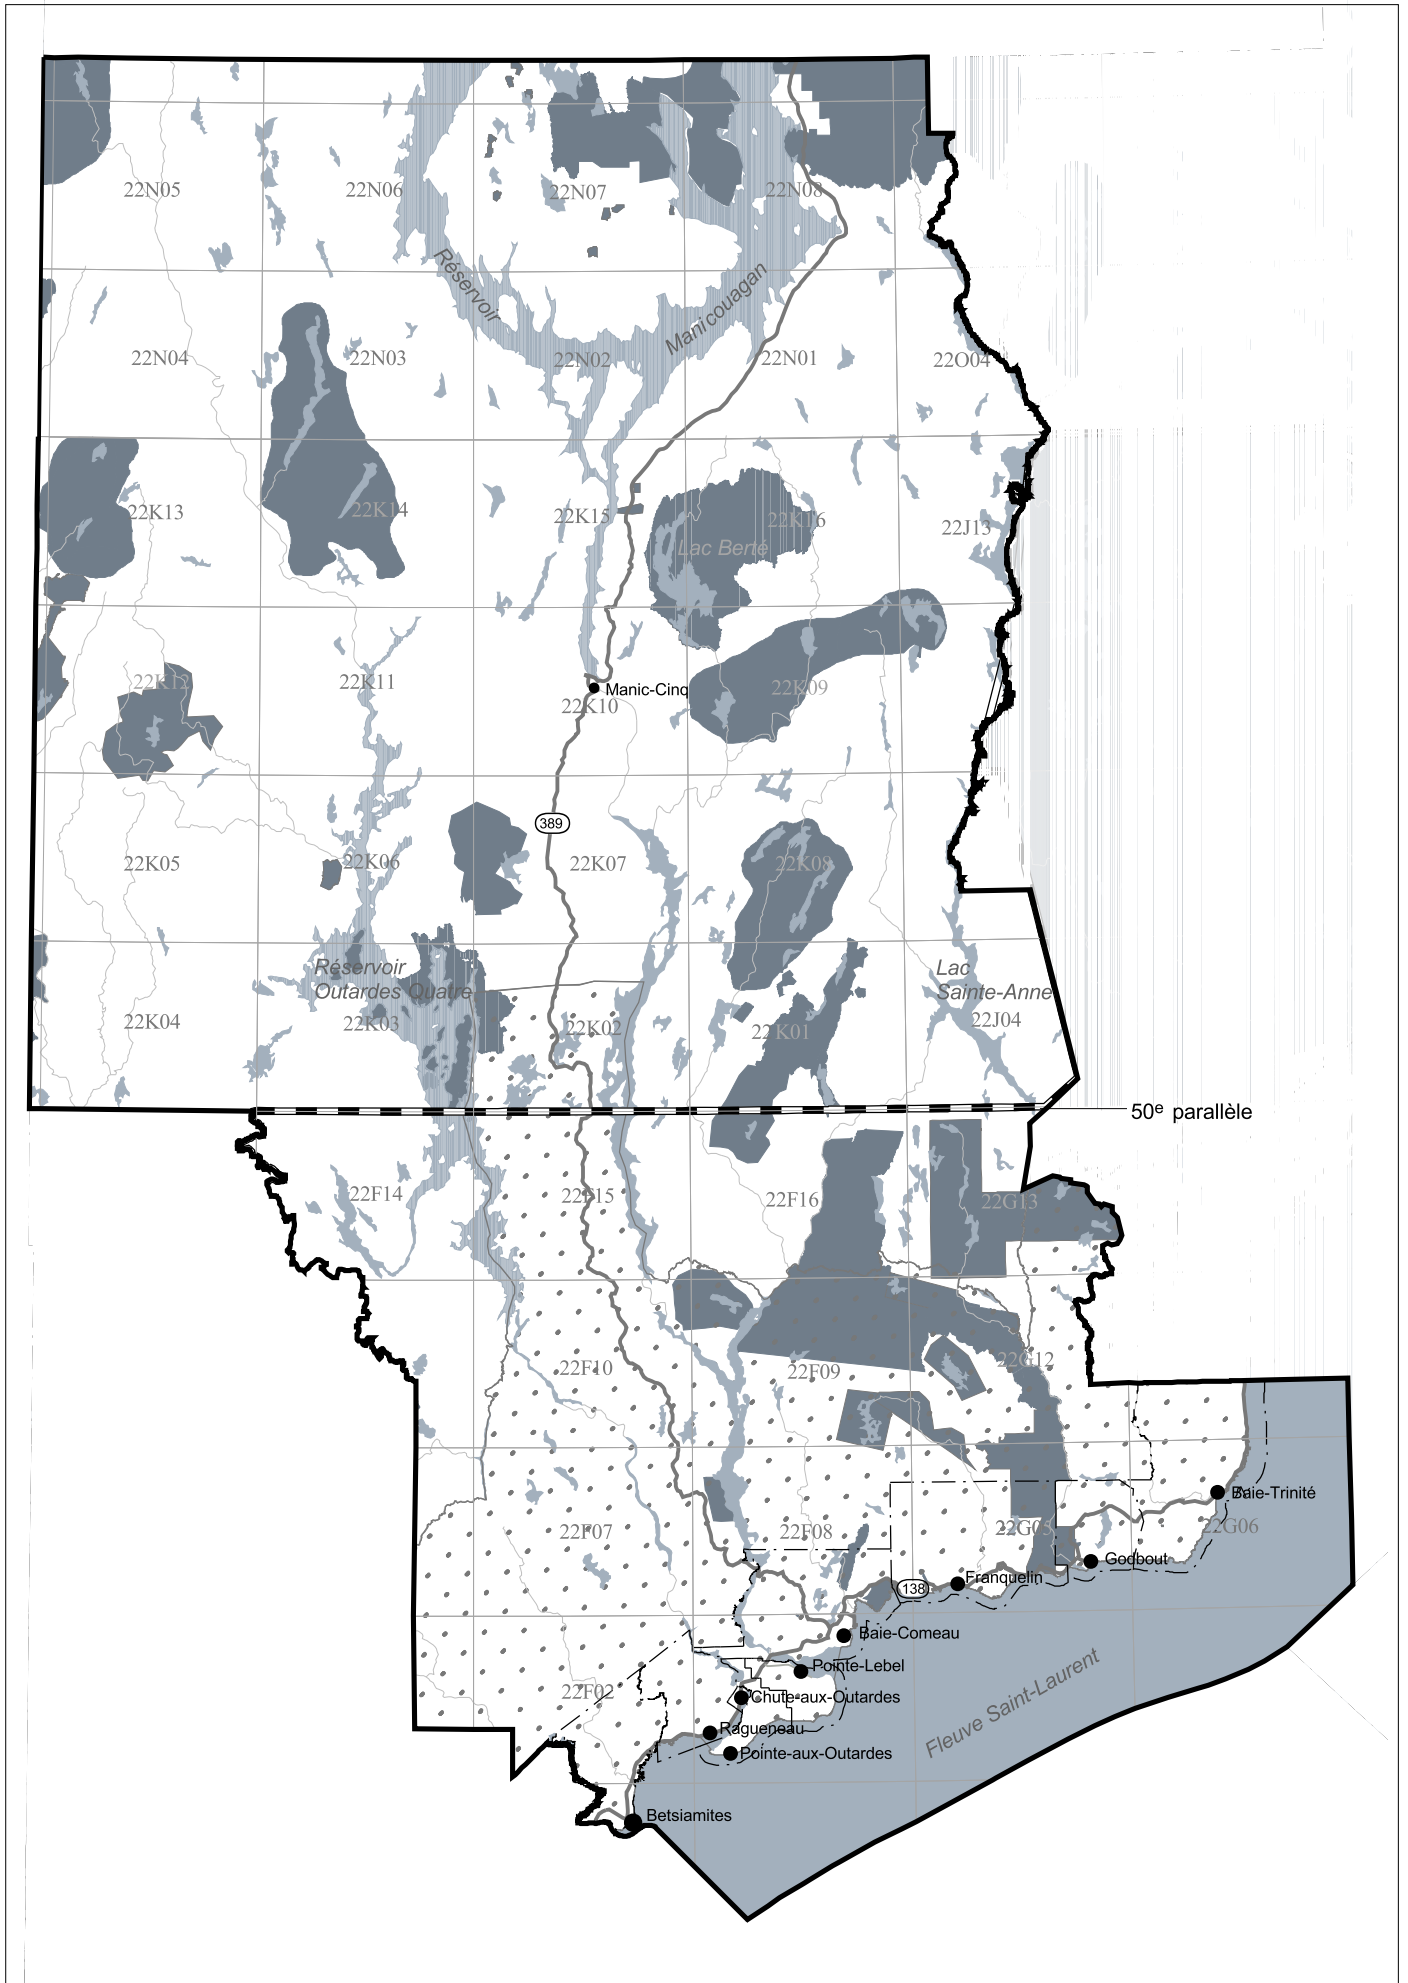 22N05
22N06
22N07
22N08
Réservoir
Manicouagan
22N04
22N03
22N02
22N01
22O04
22K13
22K14
22K15
22K16
22J13
Lac Berté
22K12
22K11
22K09
Manic-Cinq
22K10
389
22K05
22K06
22K07
22K08
Réservoir
Outardes Quatre
Lac
Sainte-Anne
22K04
22K03
22K02
22K01
22J04
50e parallèle
22F14
22F15
22F16
22G13
22F10
22F09
22G12
Baie-Trinité
22F07
22F08
22G05
22G06
Godbout
Franquelin
138
Baie-Comeau
Pointe-Lebel
22F02
Chute-aux-Outardes
Ragueneau
Pointe-aux-Outardes
Fleuve Saint-Laurent
Betsiamites